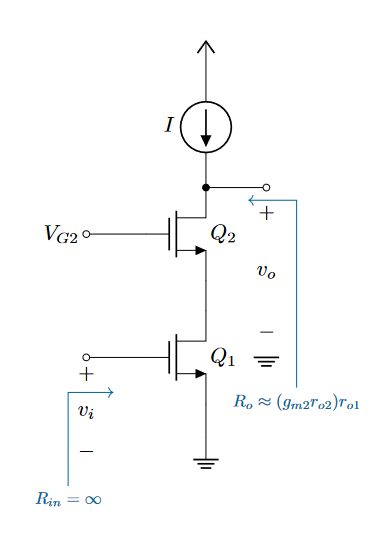 I
V_{G2}
Q_2
+
v_o
−
Q_1
+
v_i
−
R_o ≈ (g_{m2}r_{o2})r_{o1}
R_{in} = ∞